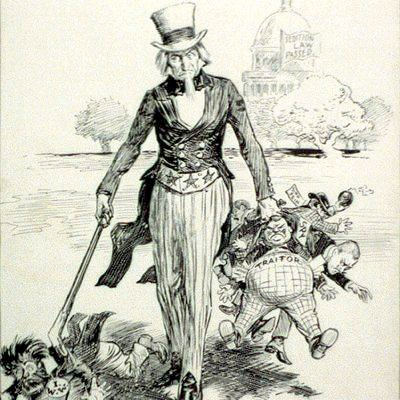 SEDITION
LAW
PASSED
TRAITOR
I.W.W.